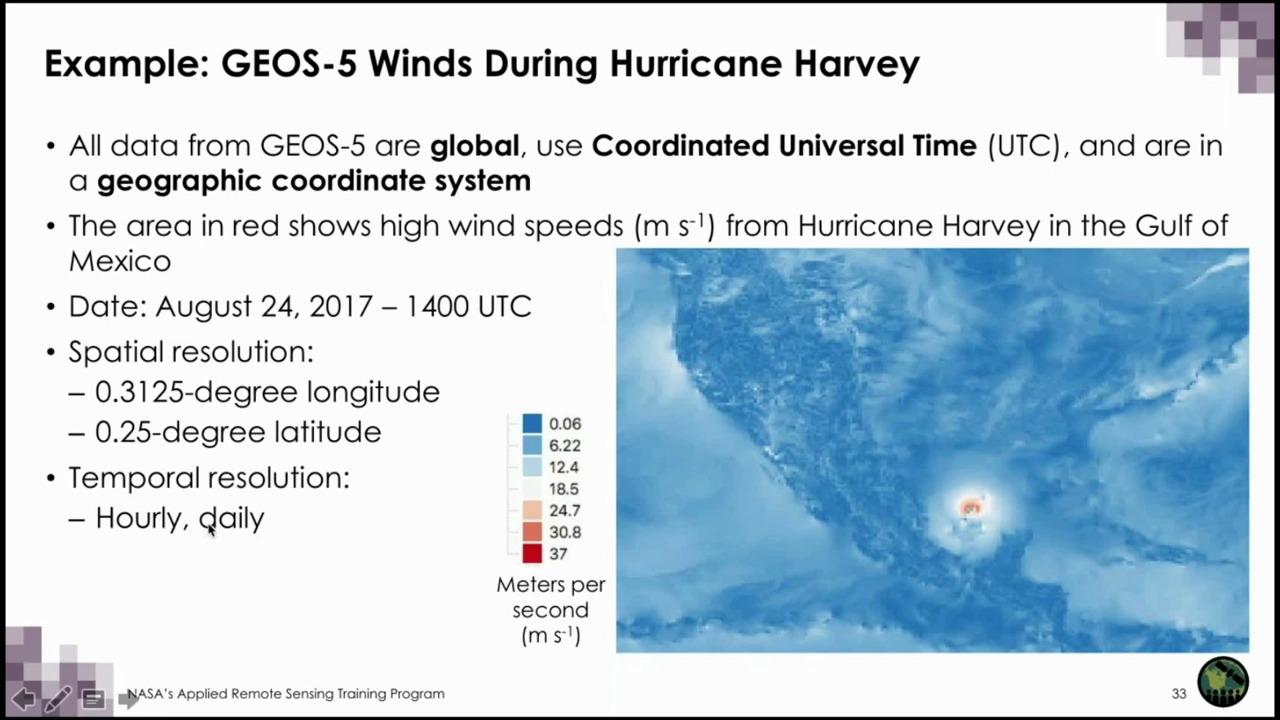 Example: GEOS-5 Winds During Hurricane Harvey
• All data from GEOS-5 are global, use Coordinated Universal Time (UTC), and are in
a geographic coordinate system
• The area in red shows high wind speeds (m s-1) from Hurricane Harvey in the Gulf of
Mexico
• Date: August 24, 2017 – 1400 UTC
• Spatial resolution:
– 0.3125-degree longitude
– 0.25-degree latitude
• Temporal resolution:
– Hourly, daily
0.06
6.22
12.4
18.5
24.7
30.8
37
Meters per
second
(m s-1)
NASA's Applied Remote Sensing Training Program
33